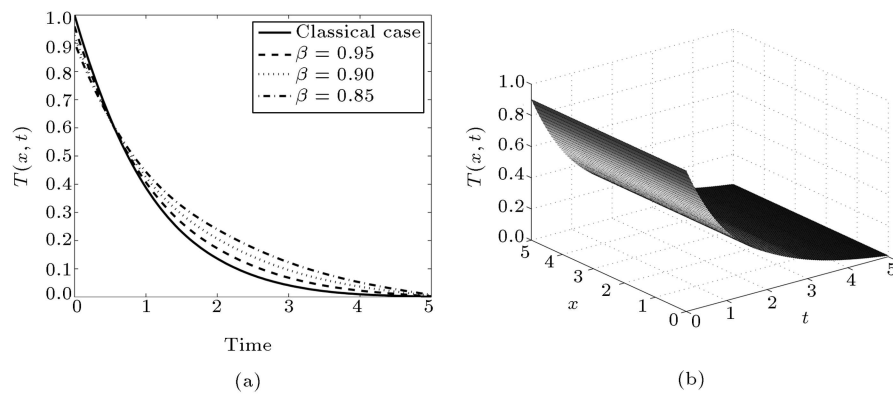 1.0
0.9
0.8
0.7
0.6
0.5
0.4
0.3
0.2
0.1
0.0
T(x, t)
Classical case
β = 0.95
β = 0.90
β = 0.85
0 1 2 3 4 5
Time
(a)
1.0
0.8
0.6
0.4
0.2
0.0
T(x, t)
5 4 3 2 1 0
x
0 1 2 3 4 5
t
(b)